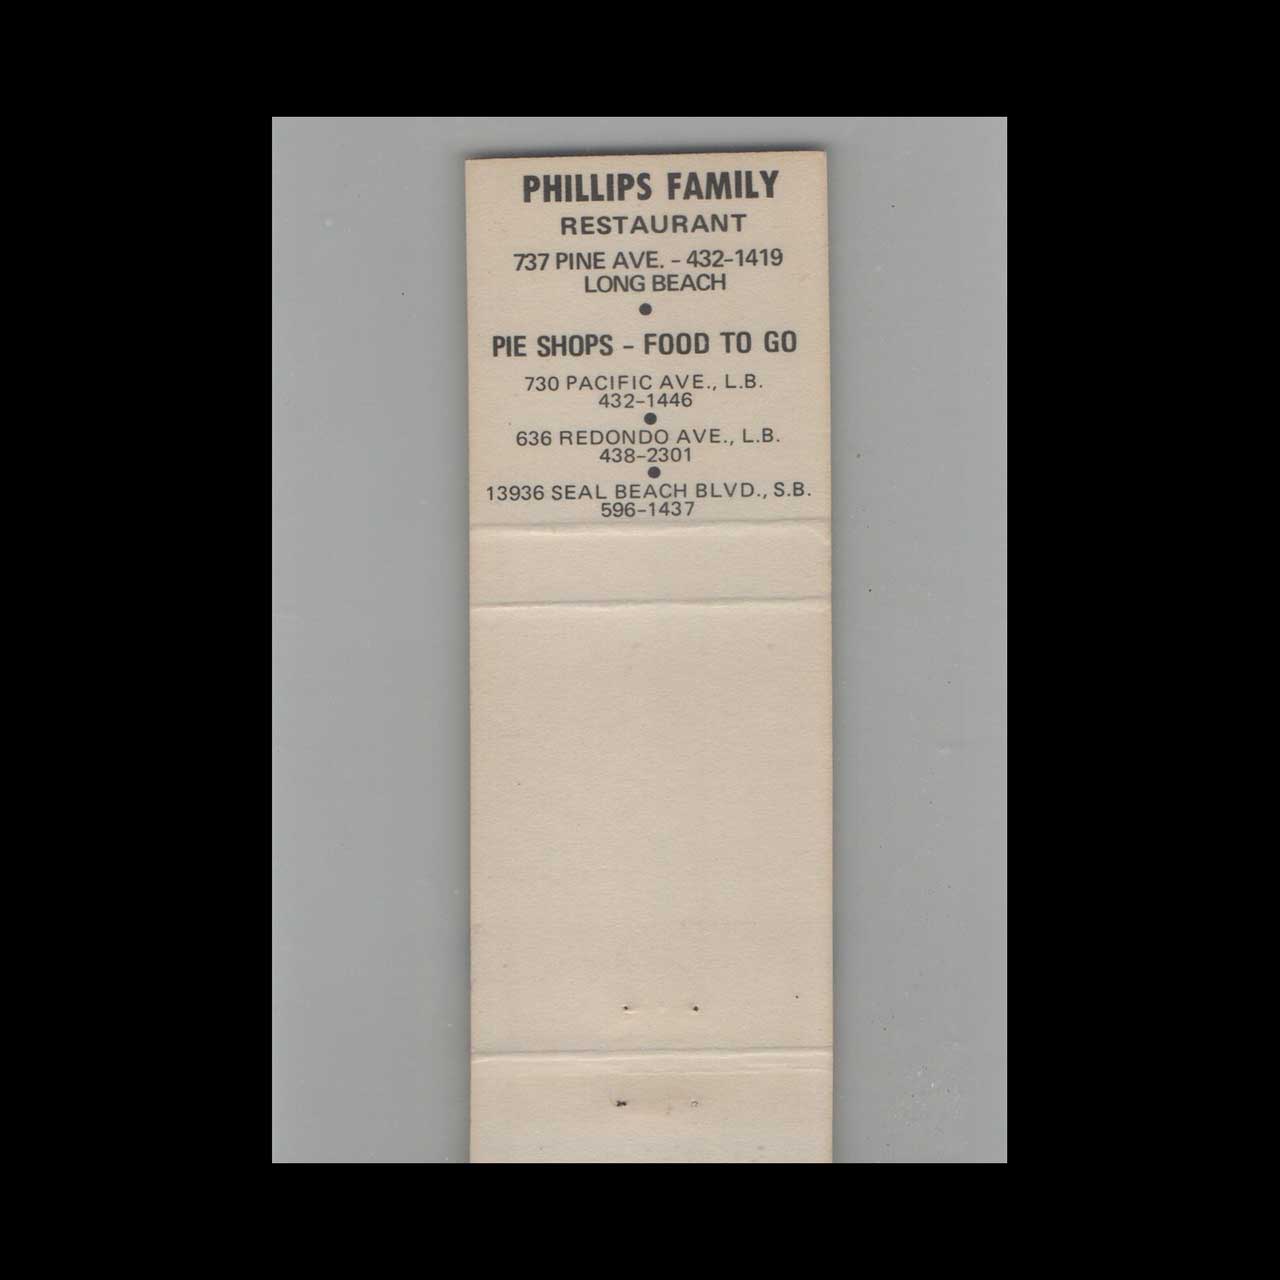 PHILLIPS FAMILY
RESTAURANT
737 PINE AVE. - 432-1419
LONG BEACH
PIE SHOPS - FOOD TO GO
730 PACIFIC AVE., L.B.
432-1446
636 REDONDO AVE., L.B.
438-2301
13936 SEAL BEACH BLVD., S.B.
596-1437